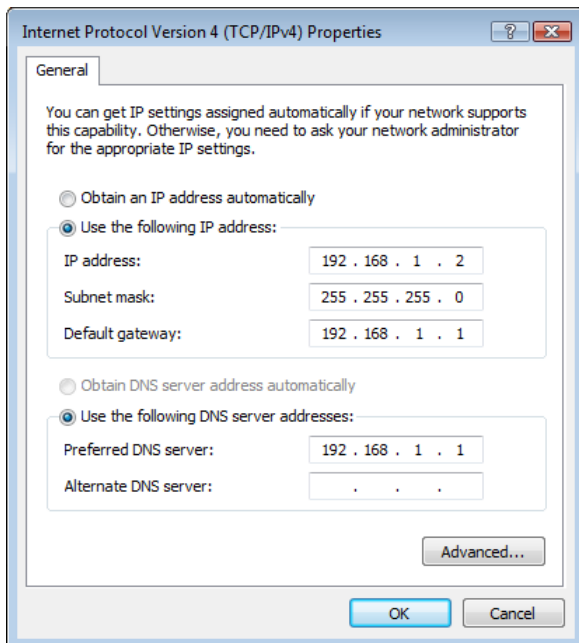 Internet Protocol Version 4 (TCP/IPv4) Properties
General
You can get IP settings assigned automatically if your network supports
this capability. Otherwise, you need to ask your network administrator
for the appropriate IP settings.
Obtain an IP address automatically
Use the following IP address:
IP address: 192 . 168 . 1 . 2
Subnet mask: 255 . 255 . 255 . 0
Default gateway: 192 . 168 . 1 . 1
Obtain DNS server address automatically
Use the following DNS server addresses:
Preferred DNS server: 192 . 168 . 1 . 1
Alternate DNS server: . . .
Advanced...
OK Cancel